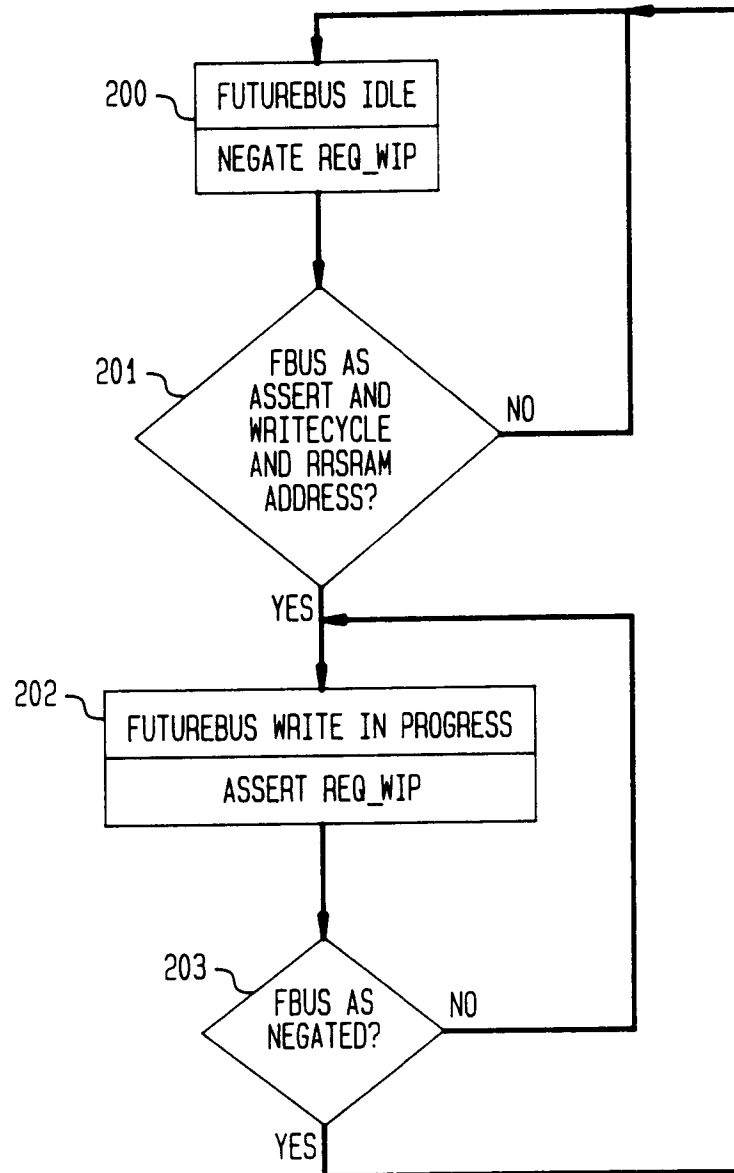 200
FUTUREBUS IDLE
NEGATE REQ_WIP
201
FBUS AS
ASSERT AND
WRITECYCLE
AND RRSRAM
ADDRESS?
NO
YES
202
FUTUREBUS WRITE IN PROGRESS
ASSERT REQ_WIP
203
FBUS AS
NEGATED?
NO
YES